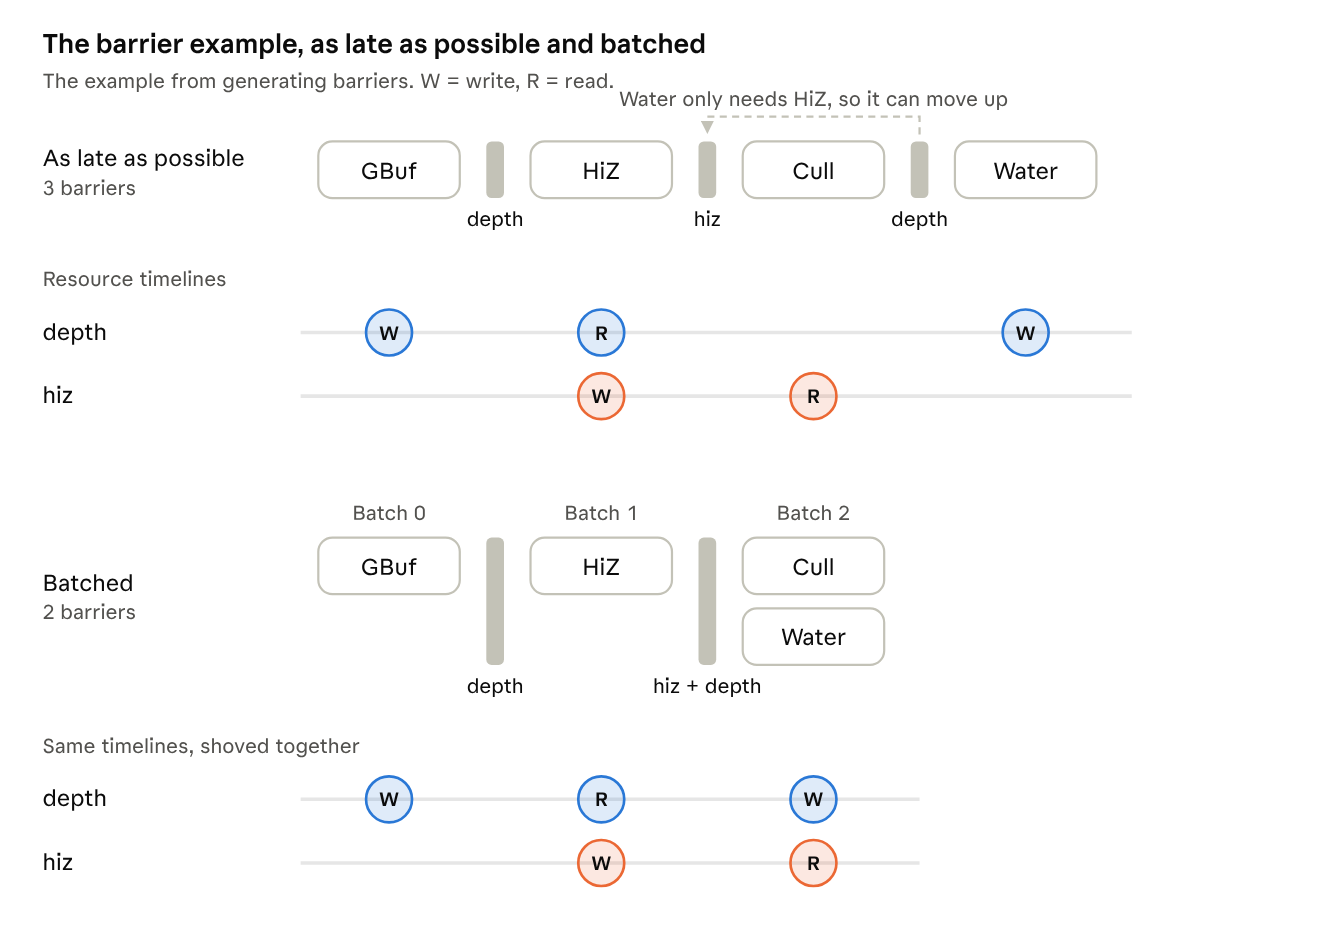 The barrier example, as late as possible and batched
The example from generating barriers. W = write, R = read.
Water only needs HiZ, so it can move up
As late as possible
3 barriers
GBuf
HiZ
Cull
Water
depth
hiz
depth
Resource timelines
depth
W
R
W
hiz
W
R
Batch 0
Batch 1
Batch 2
Batched
2 barriers
GBuf
HiZ
Cull
Water
depth
hiz + depth
Same timelines, shoved together
depth
W
R
W
hiz
W
R